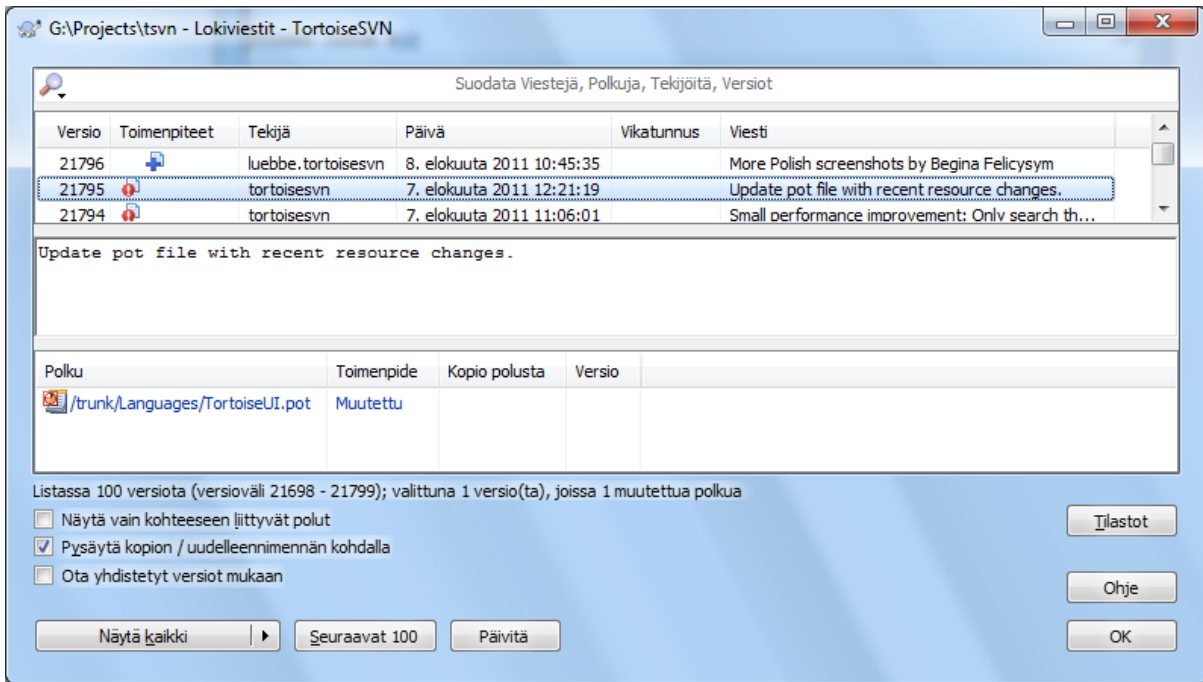 G:\Projects\tsvn - Lokiviestit - TortoiseSVN
Suodata Viestejä, Polkuja, Tekijöitä, Versiot
Versio Toimenpiteet Tekijä Päivä Vikatunnus Viesti
21796 luebbe.tortoisesvn 8. elokuuta 2011 10:45:35 More Polish screenshots by Begina Felicysym
21795 tortoisesvn 7. elokuuta 2011 12:21:19 Update pot file with recent resource changes.
21794 tortoisesvn 7. elokuuta 2011 11:06:01 Small performance improvement: Only search th...
Update pot file with recent resource changes.
Polku Toimenpide Kopio polusta Versio
/trunk/Languages/TortoiseUI.pot Muutettu
Listassa 100 versiota (versioväli 21698 - 21799); valittuna 1 versio(ta), joissa 1 muutettua polkua
Näytä vain kohteeseen liittyvät polut
Tilastot
Pysäytä kopion / uudelleennimennän kohdalla
Ota yhdistetyt versiot mukaan
Ohje
Näytä kaikki Seuraavat 100 Päivitä OK